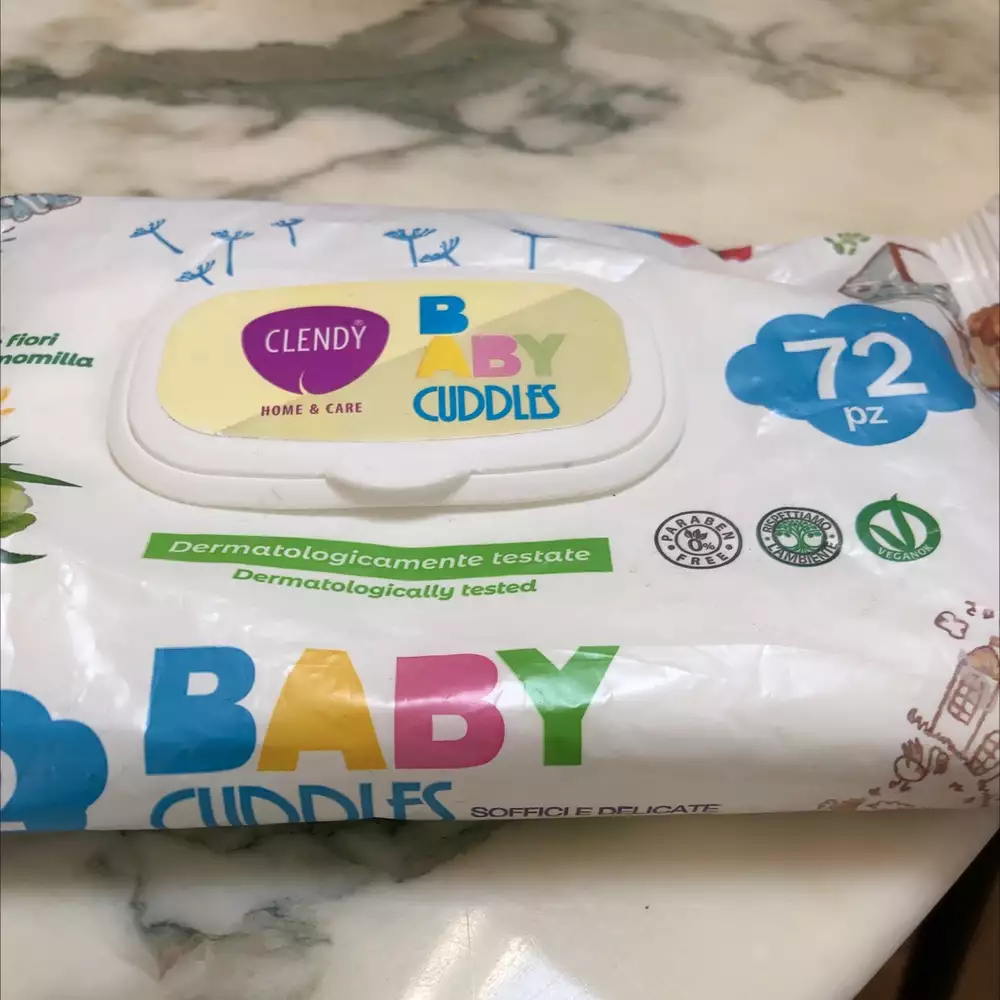 fiori
CLENDY®
HOME & CARE
BABY
CUDDLES
72
pz
Dermatologicamente testate
Dermatologically tested
PARABEN
0%
FREE
RISPETTIAMO
L'AMBIENTE
VEGANOK
BABY
CUDDLES
SOFFICI E DELICATE